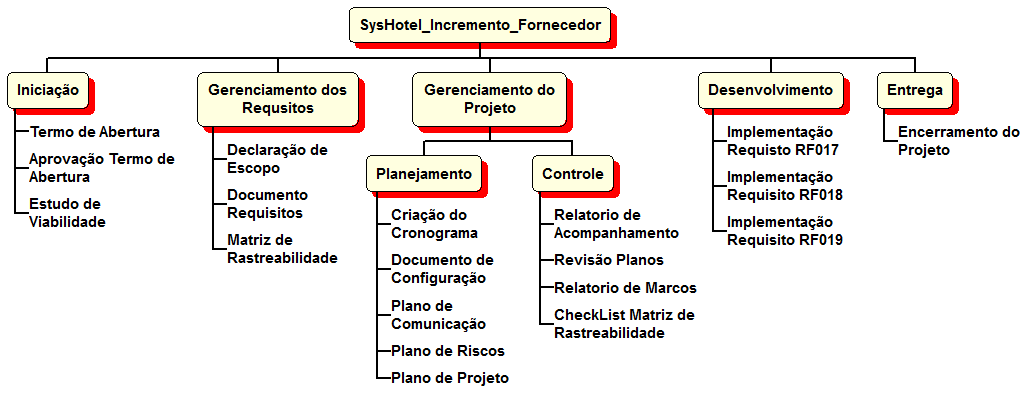 SysHotel_Incremento_Fornecedor
Iniciação
Termo de Abertura
Aprovação Termo de
Abertura
Estudo de
Viabilidade
Gerenciamento dos
Requsitos
Declaração de
Escopo
Documento
Requisitos
Matriz de
Rastreabilidade
Gerenciamento do
Projeto
Planejamento
Criação do
Cronograma
Documento de
Configuração
Plano de
Comunicação
Plano de Riscos
Plano de Projeto
Controle
Relatorio de
Acompanhamento
Revisão Planos
Relatorio de Marcos
CheckList Matriz de
Rastreabilidade
Desenvolvimento
Implementação
Requisto RF017
Implementação
Requisito RF018
Implementação
Requisito RF019
Entrega
Encerramento do
Projeto